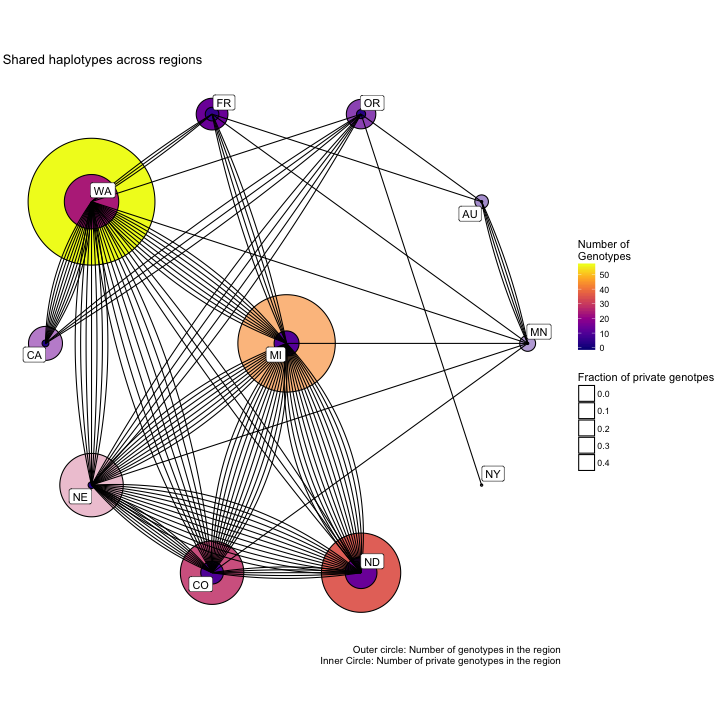 Shared haplotypes across regions
FR
OR
WA
AU
MN
MI
CA
NY
NE
ND
CO
Number of
Genotypes
50
40
30
20
10
0
Fraction of private genotpes
0.0
0.1
0.2
0.3
0.4
Outer circle: Number of genotypes in the region
Inner Circle: Number of private genotypes in the region